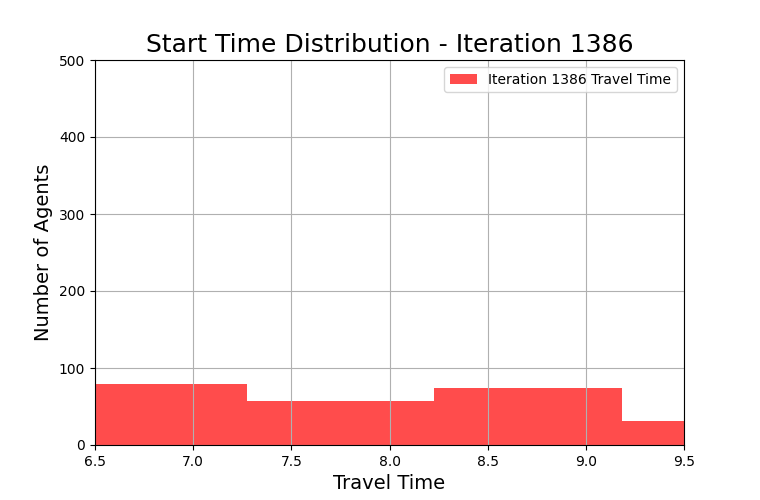 Start Time Distribution - Iteration 1386
500
Iteration 1386 Travel Time
400
300
200
100
0
Number of Agents
6.5 7.0 7.5 8.0 8.5 9.0 9.5
Travel Time